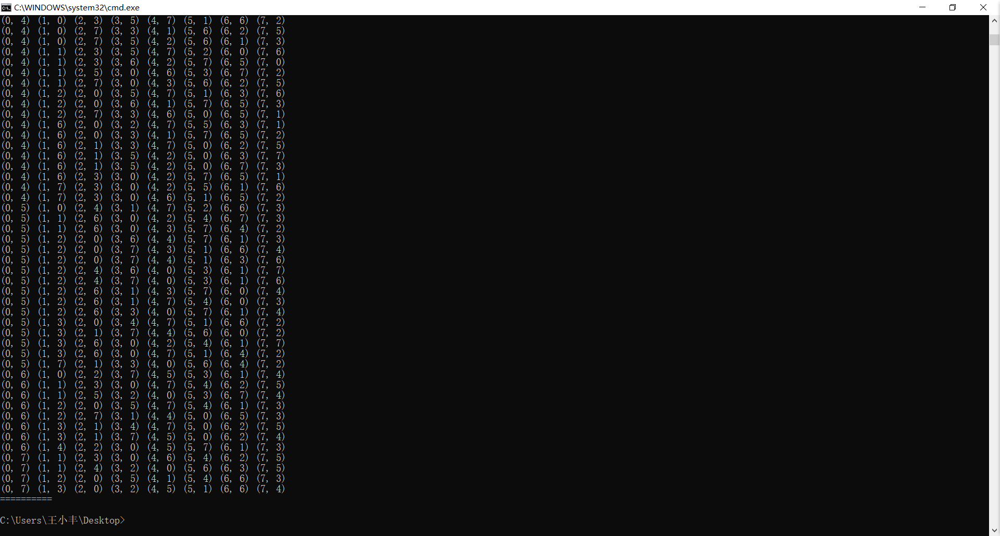 C:\WINDOWS\system32\cmd.exe
(0, 4) (1, 0) (2, 3) (3, 5) (4, 7) (5, 1) (6, 6) (7, 2)
(0, 4) (1, 0) (2, 7) (3, 3) (4, 1) (5, 6) (6, 2) (7, 5)
(0, 4) (1, 0) (2, 7) (3, 5) (4, 2) (5, 6) (6, 1) (7, 3)
(0, 4) (1, 1) (2, 3) (3, 5) (4, 7) (5, 2) (6, 0) (7, 6)
(0, 4) (1, 1) (2, 3) (3, 6) (4, 2) (5, 7) (6, 5) (7, 0)
(0, 4) (1, 1) (2, 5) (3, 0) (4, 6) (5, 3) (6, 7) (7, 2)
(0, 4) (1, 1) (2, 7) (3, 0) (4, 3) (5, 6) (6, 2) (7, 5)
(0, 4) (1, 2) (2, 0) (3, 5) (4, 7) (5, 1) (6, 3) (7, 6)
(0, 4) (1, 2) (2, 0) (3, 6) (4, 1) (5, 7) (6, 5) (7, 3)
(0, 4) (1, 2) (2, 7) (3, 3) (4, 6) (5, 0) (6, 5) (7, 1)
(0, 4) (1, 6) (2, 0) (3, 2) (4, 7) (5, 5) (6, 3) (7, 1)
(0, 4) (1, 6) (2, 0) (3, 3) (4, 1) (5, 7) (6, 5) (7, 2)
(0, 4) (1, 6) (2, 1) (3, 3) (4, 7) (5, 0) (6, 2) (7, 5)
(0, 4) (1, 6) (2, 1) (3, 5) (4, 2) (5, 0) (6, 3) (7, 7)
(0, 4) (1, 6) (2, 1) (3, 5) (4, 2) (5, 0) (6, 7) (7, 3)
(0, 4) (1, 6) (2, 3) (3, 0) (4, 2) (5, 7) (6, 5) (7, 1)
(0, 4) (1, 7) (2, 3) (3, 0) (4, 2) (5, 5) (6, 1) (7, 6)
(0, 4) (1, 7) (2, 3) (3, 0) (4, 6) (5, 1) (6, 5) (7, 2)
(0, 5) (1, 0) (2, 4) (3, 1) (4, 7) (5, 2) (6, 6) (7, 3)
(0, 5) (1, 1) (2, 6) (3, 0) (4, 2) (5, 4) (6, 7) (7, 3)
(0, 5) (1, 1) (2, 6) (3, 0) (4, 3) (5, 7) (6, 4) (7, 2)
(0, 5) (1, 2) (2, 0) (3, 6) (4, 4) (5, 7) (6, 1) (7, 3)
(0, 5) (1, 2) (2, 0) (3, 7) (4, 3) (5, 1) (6, 6) (7, 4)
(0, 5) (1, 2) (2, 0) (3, 7) (4, 4) (5, 1) (6, 3) (7, 6)
(0, 5) (1, 2) (2, 4) (3, 6) (4, 0) (5, 3) (6, 1) (7, 7)
(0, 5) (1, 2) (2, 4) (3, 7) (4, 0) (5, 3) (6, 1) (7, 6)
(0, 5) (1, 2) (2, 6) (3, 1) (4, 3) (5, 7) (6, 0) (7, 4)
(0, 5) (1, 2) (2, 6) (3, 1) (4, 7) (5, 4) (6, 0) (7, 3)
(0, 5) (1, 2) (2, 6) (3, 3) (4, 0) (5, 7) (6, 1) (7, 4)
(0, 5) (1, 3) (2, 0) (3, 4) (4, 7) (5, 1) (6, 6) (7, 2)
(0, 5) (1, 3) (2, 1) (3, 7) (4, 4) (5, 6) (6, 0) (7, 2)
(0, 5) (1, 3) (2, 6) (3, 0) (4, 2) (5, 4) (6, 1) (7, 7)
(0, 5) (1, 3) (2, 6) (3, 0) (4, 7) (5, 1) (6, 4) (7, 2)
(0, 5) (1, 7) (2, 1) (3, 3) (4, 0) (5, 6) (6, 4) (7, 2)
(0, 6) (1, 0) (2, 2) (3, 7) (4, 5) (5, 3) (6, 1) (7, 4)
(0, 6) (1, 1) (2, 3) (3, 0) (4, 7) (5, 4) (6, 2) (7, 5)
(0, 6) (1, 1) (2, 5) (3, 2) (4, 0) (5, 3) (6, 7) (7, 4)
(0, 6) (1, 2) (2, 0) (3, 5) (4, 7) (5, 4) (6, 1) (7, 3)
(0, 6) (1, 2) (2, 7) (3, 1) (4, 4) (5, 0) (6, 5) (7, 3)
(0, 6) (1, 3) (2, 1) (3, 4) (4, 7) (5, 0) (6, 2) (7, 5)
(0, 6) (1, 3) (2, 1) (3, 7) (4, 5) (5, 0) (6, 2) (7, 4)
(0, 6) (1, 4) (2, 2) (3, 0) (4, 5) (5, 7) (6, 1) (7, 3)
(0, 7) (1, 1) (2, 3) (3, 0) (4, 6) (5, 4) (6, 2) (7, 5)
(0, 7) (1, 1) (2, 4) (3, 2) (4, 0) (5, 6) (6, 3) (7, 5)
(0, 7) (1, 2) (2, 0) (3, 5) (4, 1) (5, 4) (6, 6) (7, 3)
(0, 7) (1, 3) (2, 0) (3, 2) (4, 5) (5, 1) (6, 6) (7, 4)
==========
C:\Users\王小丰\Desktop>